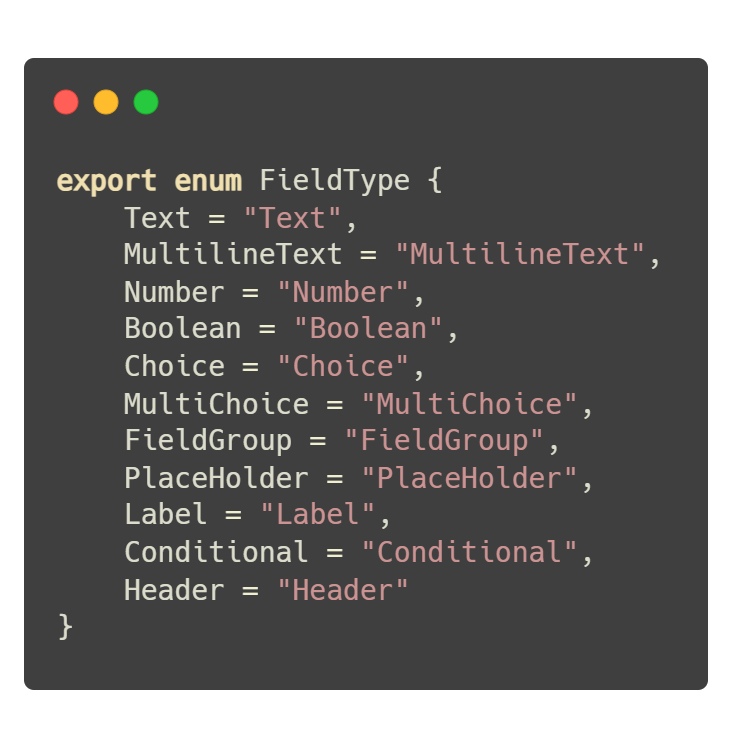 export enum FieldType {
    Text = "Text",
    MultilineText = "MultilineText",
    Number = "Number",
    Boolean = "Boolean",
    Choice = "Choice",
    MultiChoice = "MultiChoice",
    FieldGroup = "FieldGroup",
    PlaceHolder = "PlaceHolder",
    Label = "Label",
    Conditional = "Conditional",
    Header = "Header"
}